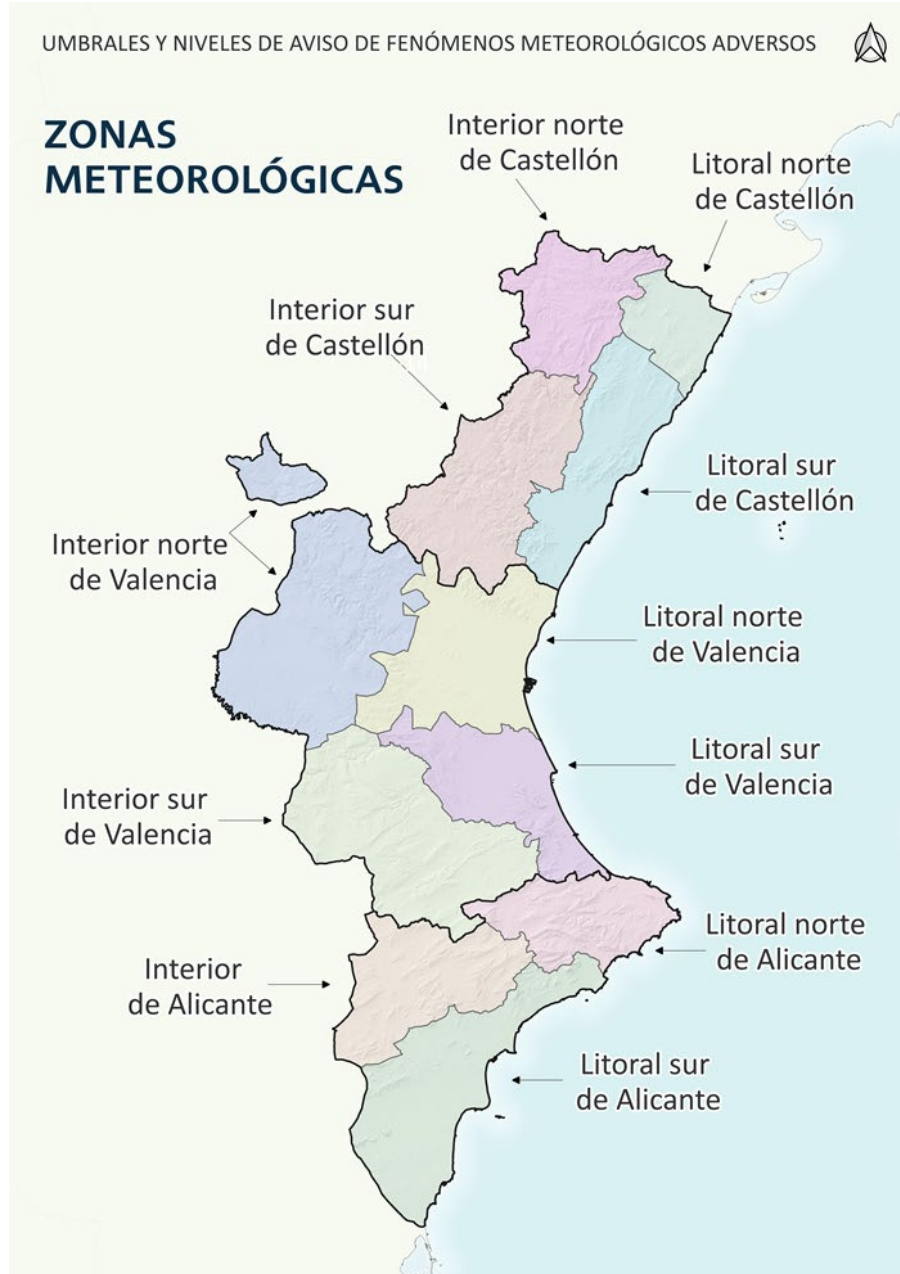 UMBRALES Y NIVELES DE AVISO DE FENÓMENOS METEOROLÓGICOS ADVERSOS
ZONAS
METEOROLÓGICAS
Interior norte
de Castellón
Litoral norte
de Castellón
Interior sur
de Castellón
Litoral sur
de Castellón
Interior norte
de Valencia
Litoral norte
de Valencia
Litoral sur
de Valencia
Interior sur
de Valencia
Litoral norte
de Alicante
Interior
de Alicante
Litoral sur
de Alicante